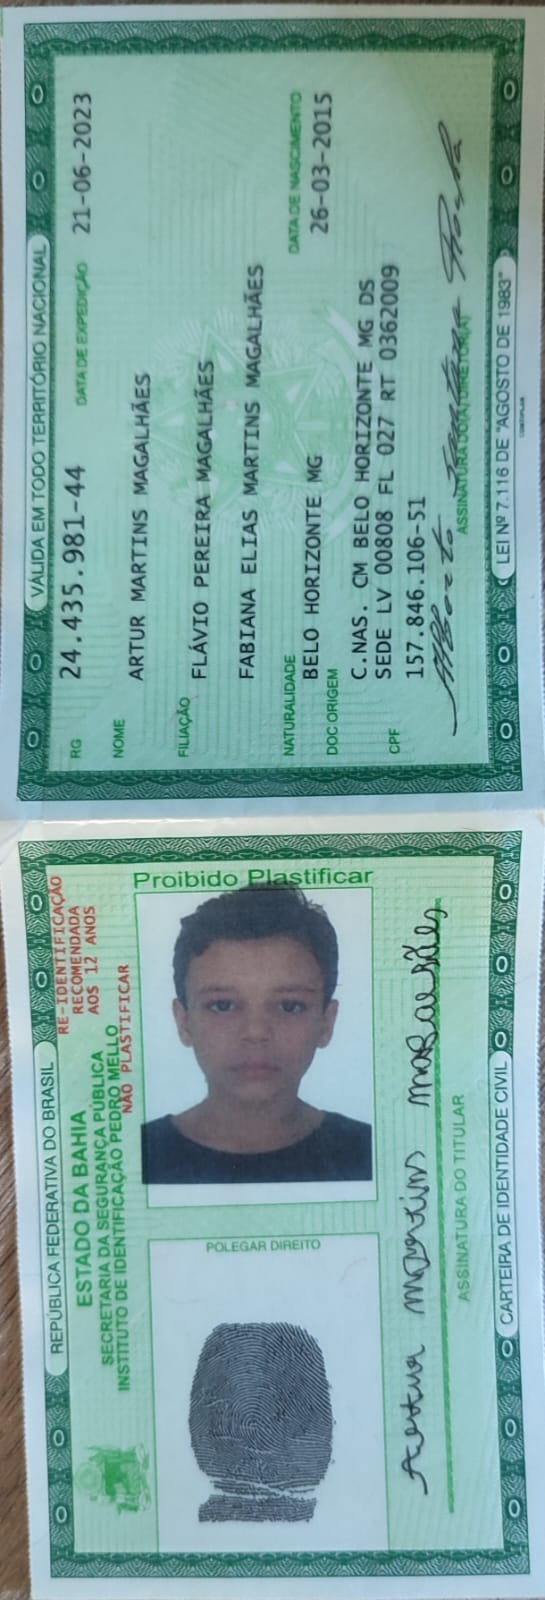 VÁLIDA EM TODO TERRITÓRIO NACIONAL
RG 24.435.981-44 DATA DE EXPEDIÇÃO 21-06-2023
NOME ARTUR MARTINS MAGALHÃES
FILIAÇÃO FLÁVIO PEREIRA MAGALHÃES
FABIANA ELIAS MARTINS MAGALHÃES
NATURALIDADE BELO HORIZONTE MG DATA DE NASCIMENTO 26-03-2015
DOC ORIGEM C.NAS. CM BELO HORIZONTE MG DS
SEDE LV 00808 FL 027 RT 0362009
CPF 157.846.106-51
ASSINATURA DO(A) DIRETOR(A)
LEI Nº 7.116 DE "AGOSTO DE 1983"
REPÚBLICA FEDERATIVA DO BRASIL
RE-IDENTIFICAÇÃO
RECOMENDADA
AOS 12 ANOS
ESTADO DA BAHIA
SECRETARIA DA SEGURANÇA PÚBLICA
INSTITUTO DE IDENTIFICAÇÃO PEDRO MELLO
NÃO PLASTIFICAR
Proibido Plastificar
POLEGAR DIREITO
Artur Martins Magalhães
ASSINATURA DO TITULAR
CARTEIRA DE IDENTIDADE CIVIL